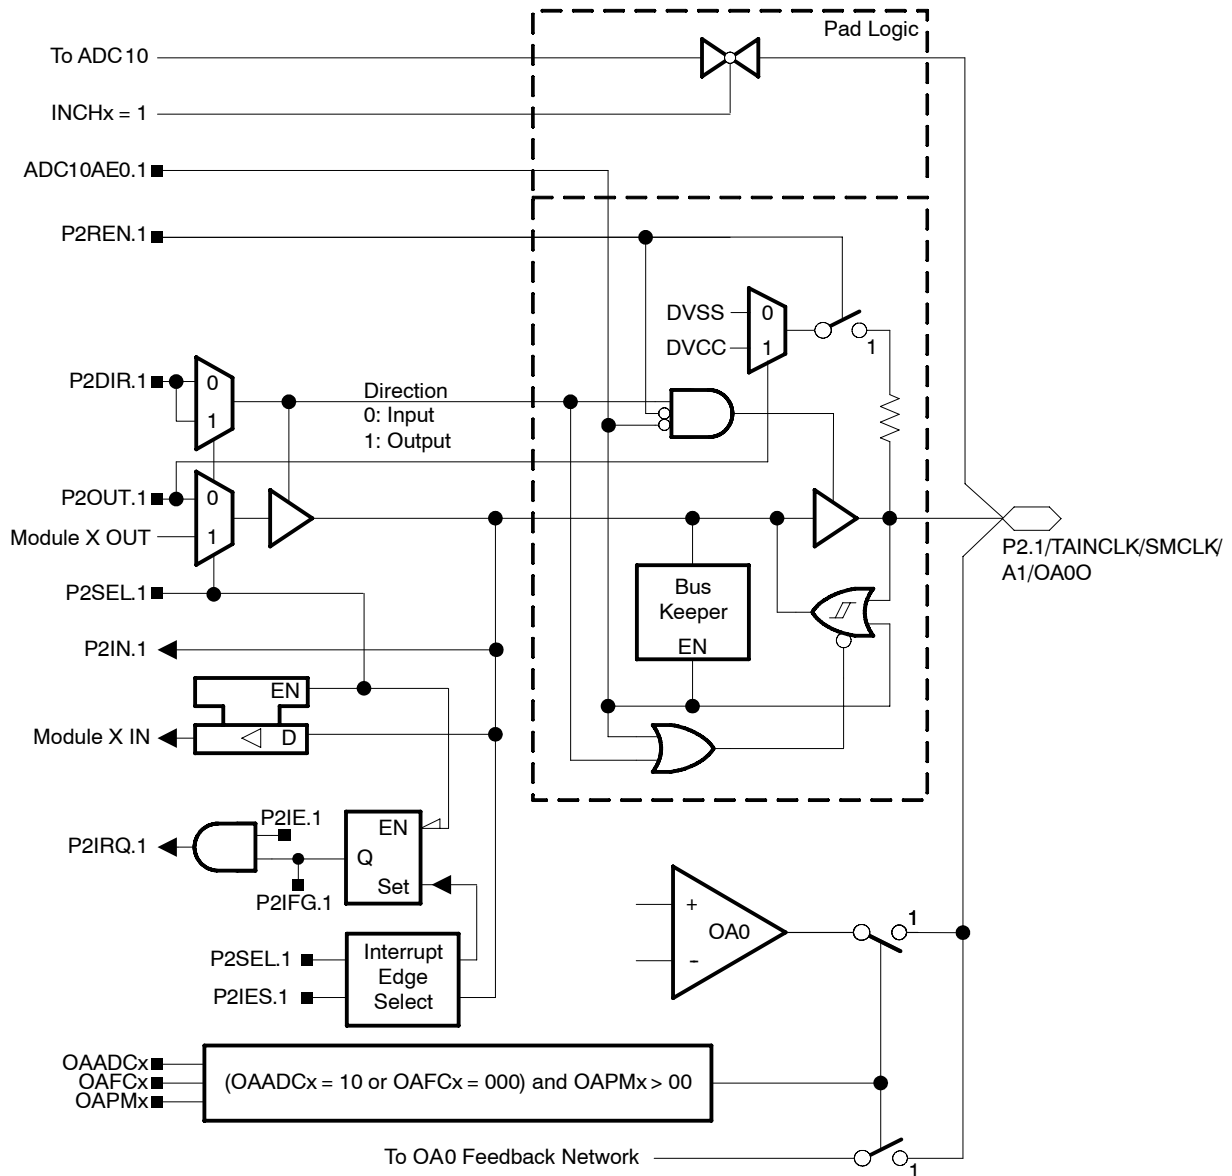 Pad Logic
To ADC10
INCHx = 1
ADC10AE0.1
P2REN.1
DVSS
0
DVCC
1
1
P2DIR.1
0
1
Direction
0: Input
1: Output
P2OUT.1
0
Module X OUT
1
P2.1/TAINCLK/SMCLK/
A1/OA0O
P2SEL.1
Bus
Keeper
EN
P2IN.1
EN
Module X IN
D
P2IE.1
EN
P2IRQ.1
Q
Set
P2IFG.1
+
OA0
-
1
P2SEL.1
Interrupt
Edge
Select
P2IES.1
OAADCx
OAFCx
OAPMx
(OAADCx = 10 or OAFCx = 000) and OAPMx > 00
To OA0 Feedback Network
1